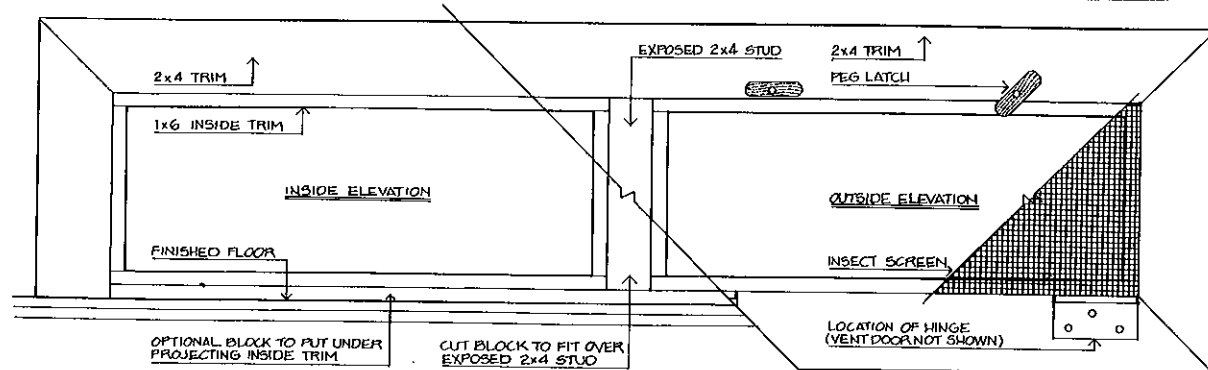 EXPOSED 2x4 STUD
2x4 TRIM
2x4 TRIM
PEG LATCH
1x6 INSIDE TRIM
INSIDE ELEVATION
OUTSIDE ELEVATION
FINISHED FLOOR
INSECT SCREEN
OPTIONAL BLOCK TO PUT UNDER
PROJECTING INSIDE TRIM
CUT BLOCK TO FIT OVER
EXPOSED 2x4 STUD
LOCATION OF HINGE
(VENT DOOR NOT SHOWN)